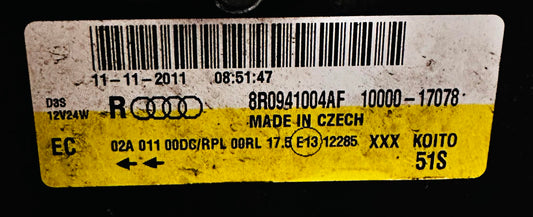 11-11-2011 08:51:47
D3S
12V24W
R 8R0941004AF 10000-17078
MADE IN CZECH
EC 02A 011 00DC/RPL 00RL 17.5 E13 12285 XXX KOITO
51S